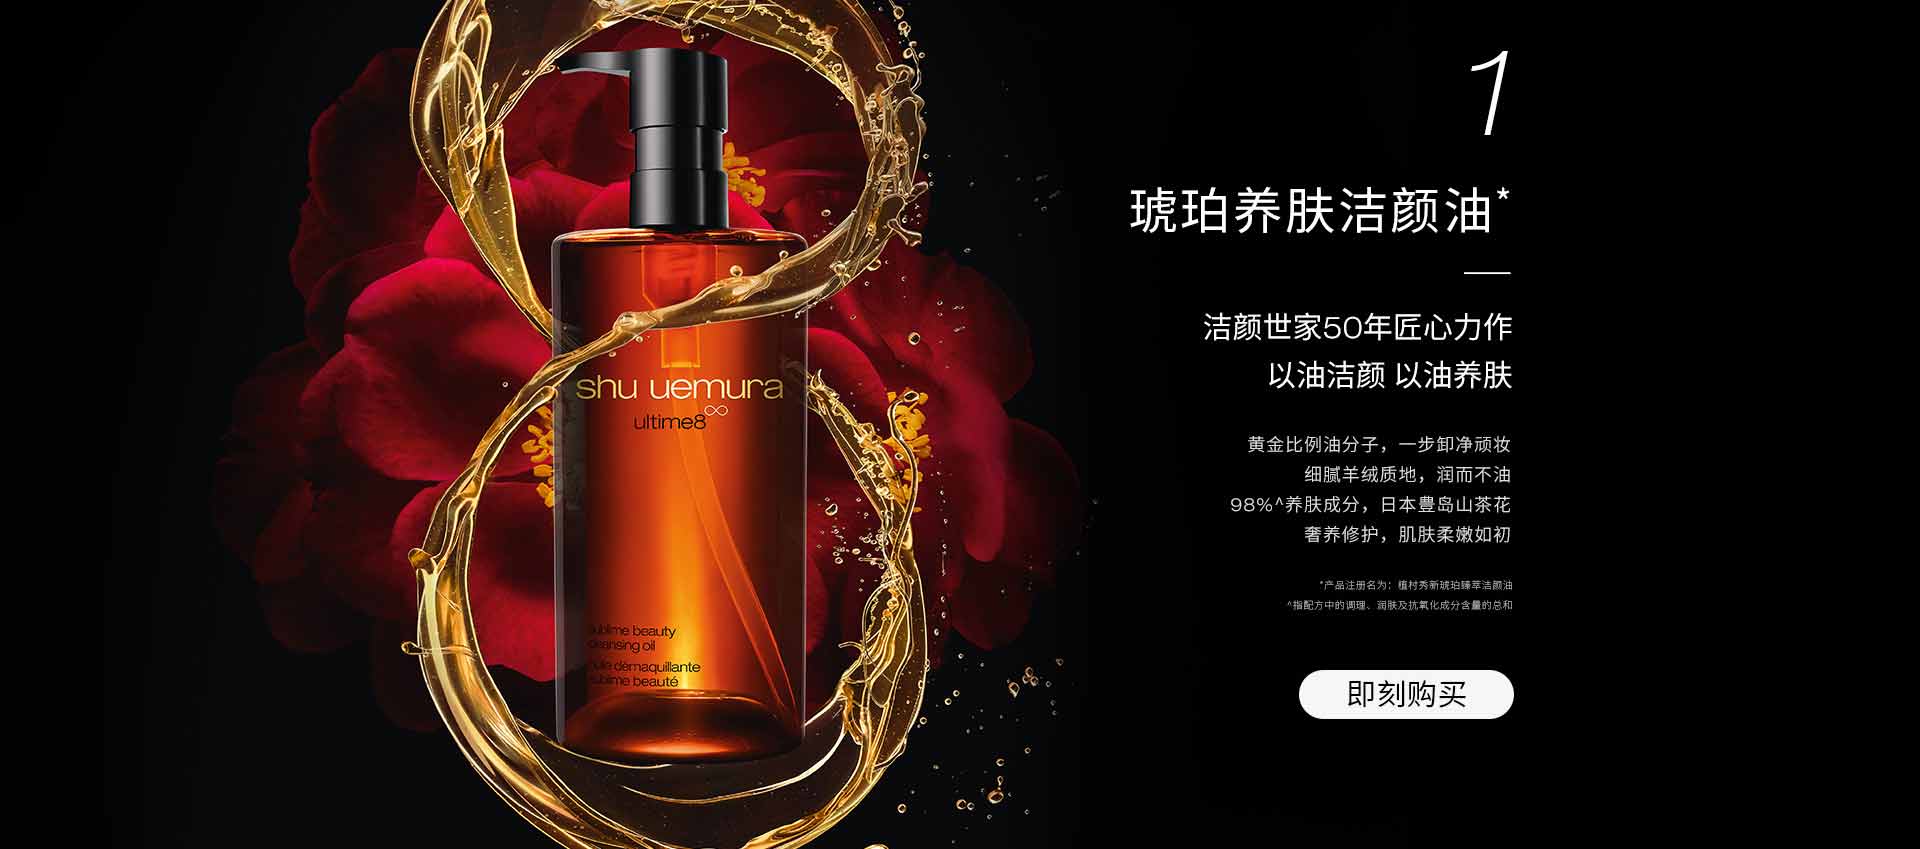 shu uemura
ultime8∞
sublime beauty
cleansing oil
huile démaquillante
sublime beauté
1
琥珀养肤洁颜油*
洁颜世家50年匠心力作
以油洁颜 以油养肤
黄金比例油分子，一步卸净顽妆
细腻羊绒质地，润而不油
98%^养肤成分，日本豊岛山茶花
奢养修护，肌肤柔嫩如初
*产品注册名为：植村秀新琥珀臻萃洁颜油
^指配方中的调理、润肤及抗氧化成分含量的总和
即刻购买